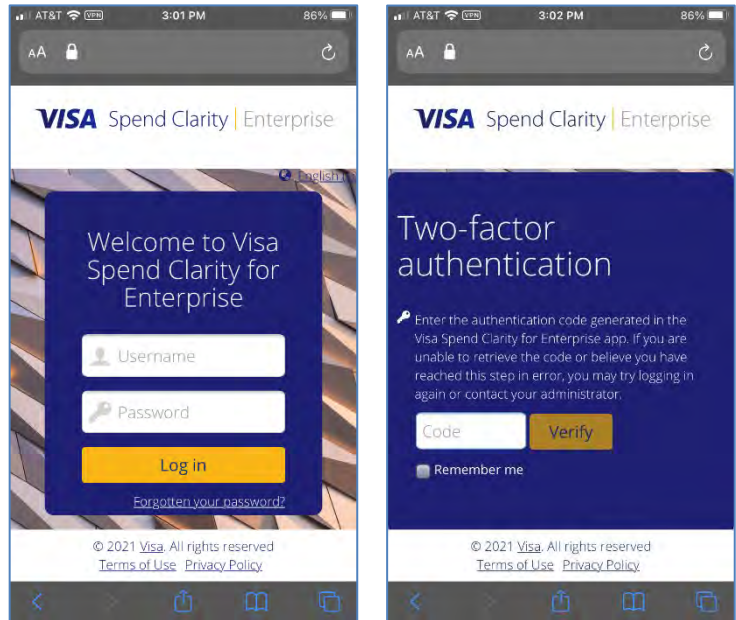 AT&T VPN 3:01 PM 86%
AA
VISA Spend Clarity | Enterprise
English
Welcome to Visa
Spend Clarity for
Enterprise
Username
Password
Log in
Forgotten your password?
© 2021 Visa. All rights reserved
Terms of Use Privacy Policy
AT&T VPN 3:02 PM 86%
AA
VISA Spend Clarity | Enterprise
Two-factor
authentication
Enter the authentication code generated in the
Visa Spend Clarity for Enterprise app. If you are
unable to retrieve the code or believe you have
reached this step in error, you may try logging in
again or contact your administrator.
Code
Verify
Remember me
© 2021 Visa. All rights reserved
Terms of Use Privacy Policy